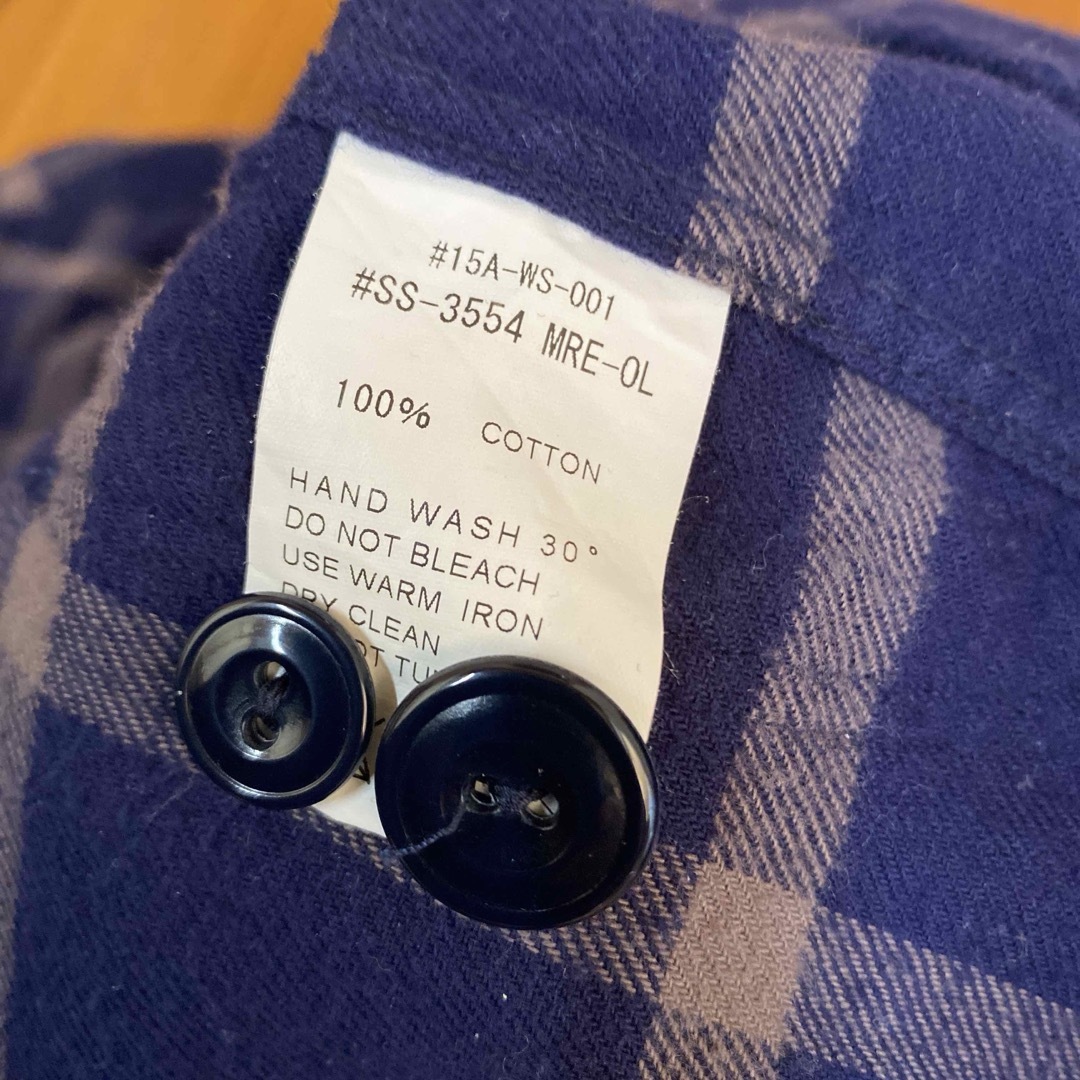 #15A-WS-001
#SS-3554 MRE-OL
100% COTTON
HAND WASH 30°
DO NOT BLEACH
USE WARM IRON
DRY CLEAN